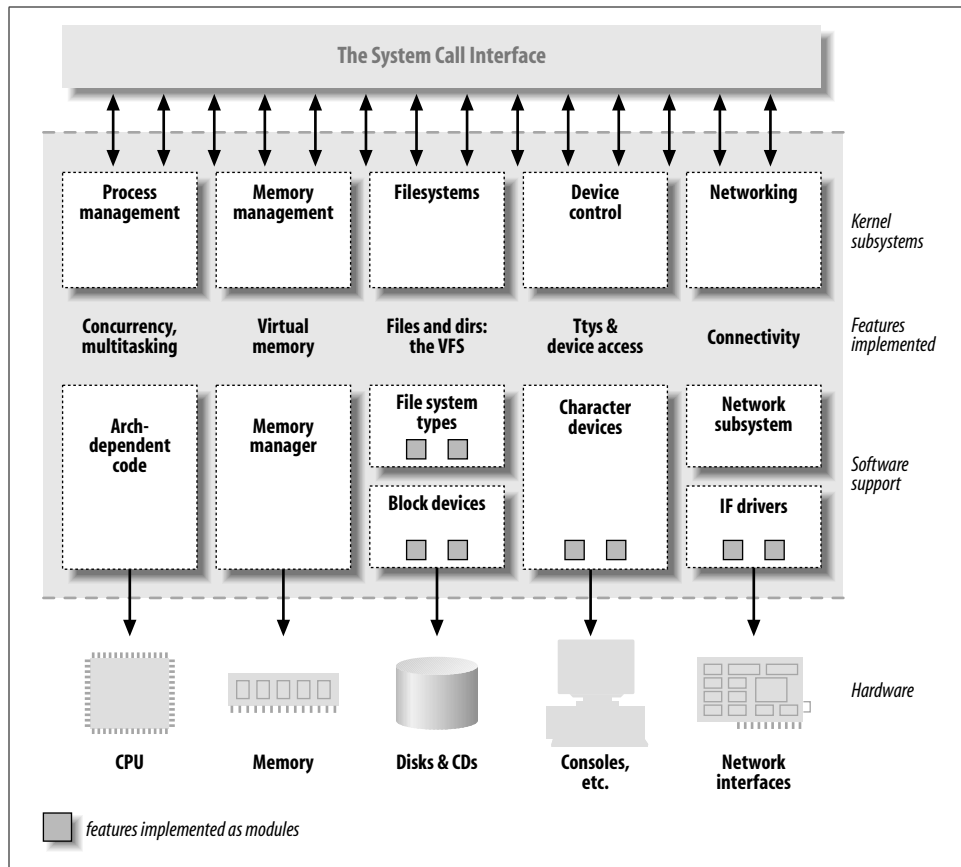 The System Call Interface
Process
management
Memory
management
Filesystems
Device
control
Networking
Kernel
subsystems
Concurrency,
multitasking
Virtual
memory
Files and dirs:
the VFS
Ttys &
device access
Connectivity
Features
implemented
Arch-
dependent
code
Memory
manager
File system
types
Block devices
Character
devices
Network
subsystem
IF drivers
Software
support
Hardware
CPU
Memory
Disks & CDs
Consoles,
etc.
Network
interfaces
features implemented as modules